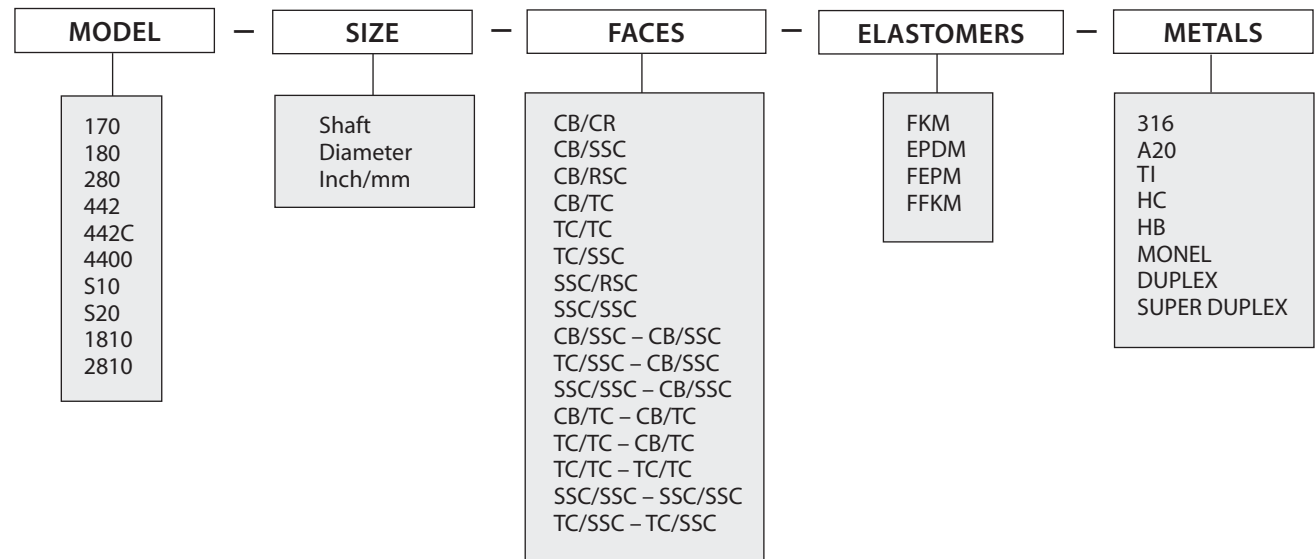 MODEL – SIZE – FACES – ELASTOMERS – METALS
170
180
280
442
442C
4400
S10
S20
1810
2810
Shaft
Diameter
Inch/mm
CB/CR
CB/SSC
CB/RSC
CB/TC
TC/TC
TC/SSC
SSC/RSC
SSC/SSC
CB/SSC – CB/SSC
TC/SSC – CB/SSC
SSC/SSC – CB/SSC
CB/TC – CB/TC
TC/TC – CB/TC
TC/TC – TC/TC
SSC/SSC – SSC/SSC
TC/SSC – TC/SSC
FKM
EPDM
FEPM
FFKM
316
A20
TI
HC
HB
MONEL
DUPLEX
SUPER DUPLEX